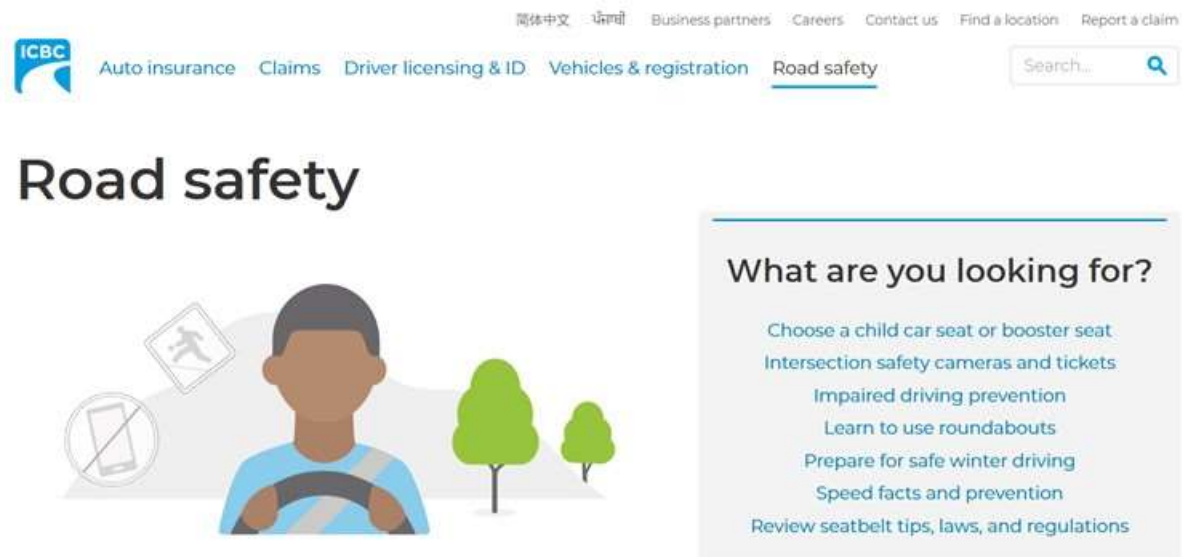 简体中文 ਪੰਜਾਬੀ Business partners Careers Contact us Find a location Report a claim
ICBC
Auto insurance Claims Driver licensing & ID Vehicles & registration Road safety
Search...
Road safety
What are you looking for?
Choose a child car seat or booster seat
Intersection safety cameras and tickets
Impaired driving prevention
Learn to use roundabouts
Prepare for safe winter driving
Speed facts and prevention
Review seatbelt tips, laws, and regulations